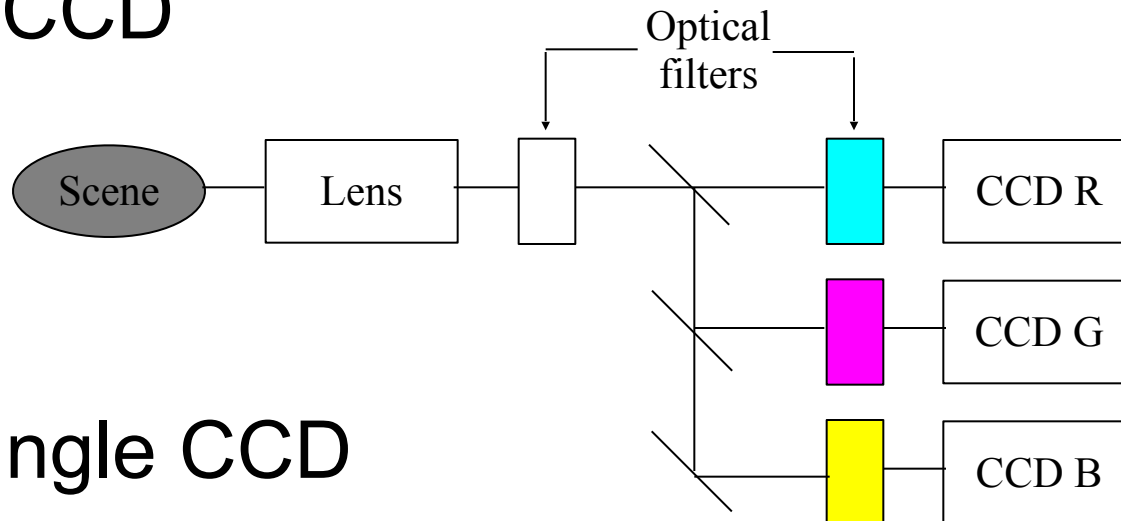 CCD
Optical
filters
Scene
Lens
CCD R
CCD G
ngle CCD
CCD B